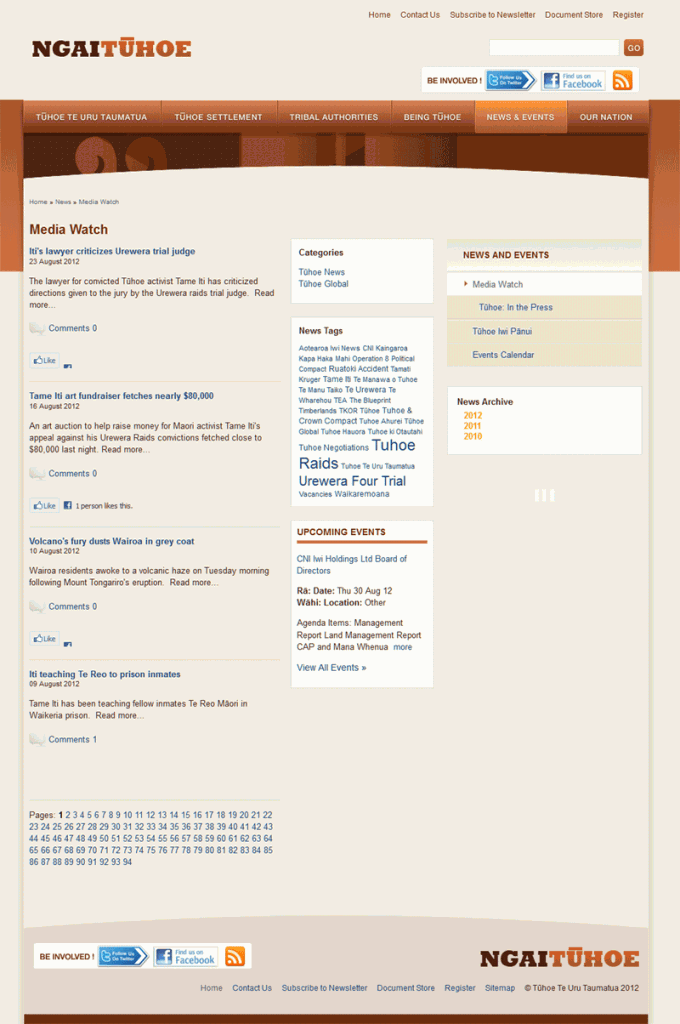 Home Contact Us Subscribe to Newsletter Document Store Register
NGAITŪHOE
GO
BE INVOLVED ! Follow Us On Twitter Find us on Facebook
TŪHOE TE URU TAUMATUA TŪHOE SETTLEMENT TRIBAL AUTHORITIES BEING TŪHOE NEWS & EVENTS OUR NATION
Home » News » Media Watch
Media Watch
Iti's lawyer criticizes Urewera trial judge
23 August 2012
The lawyer for convicted Tūhoe activist Tame Iti has criticized
directions given to the jury by the Urewera raids trial judge. Read
more...
Comments 0
Like
Tame Iti art fundraiser fetches nearly $80,000
16 August 2012
An art auction to help raise money for Maori activist Tame Iti's
appeal against his Urewera Raids convictions fetched close to
$80,000 last night. Read more...
Comments 0
Like 1 person likes this.
Volcano's fury dusts Wairoa in grey coat
10 August 2012
Wairoa residents awoke to a volcanic haze on Tuesday morning
following Mount Tongariro's eruption. Read more...
Comments 0
Like
Iti teaching Te Reo to prison inmates
09 August 2012
Tame Iti has been teaching fellow inmates Te Reo Māori in
Waikeria prison. Read more...
Comments 1
Pages: 1 2 3 4 5 6 7 8 9 10 11 12 13 14 15 16 17 18 19 20 21 22
23 24 25 26 27 28 29 30 31 32 33 34 35 36 37 38 39 40 41 42 43
44 45 46 47 48 49 50 51 52 53 54 55 56 57 58 59 60 61 62 63 64
65 66 67 68 69 70 71 72 73 74 75 76 77 78 79 80 81 82 83 84 85
86 87 88 89 90 91 92 93 94
Categories
Tūhoe News
Tūhoe Global
News Tags
Aotearoa Iwi News CNI Kaingaroa
Kapa Haka Mahi Operation 8 Political
Compact Ruatoki Accident Tamati
Kruger Tame Iti Te Manawa o Tuhoe
Te Manu Taiko Te Urewera Te
Wharehou TEA The Blueprint
Timberlands TKOR Tūhoe Tuhoe &
Crown Compact Tuhoe Ahurei Tūhoe
Global Tuhoe Hauora Tuhoe ki Otautahi
Tuhoe Negotiations Tuhoe
Raids Tuhoe Te Uru Taumatua
Urewera Four Trial
Vacancies Waikaremoana
UPCOMING EVENTS
CNI Iwi Holdings Ltd Board of
Directors
Rā: Date: Thu 30 Aug 12
Wāhi: Location: Other
Agenda Items: Management
Report Land Management Report
CAP and Mana Whenua more
View All Events »
NEWS AND EVENTS
Media Watch
Tūhoe: In the Press
Tūhoe Iwi Pānui
Events Calendar
News Archive
2012
2011
2010
BE INVOLVED ! Follow Us On Twitter Find us on Facebook
NGAITŪHOE
Home Contact Us Subscribe to Newsletter Document Store Register Sitemap © Tūhoe Te Uru Taumatua 2012